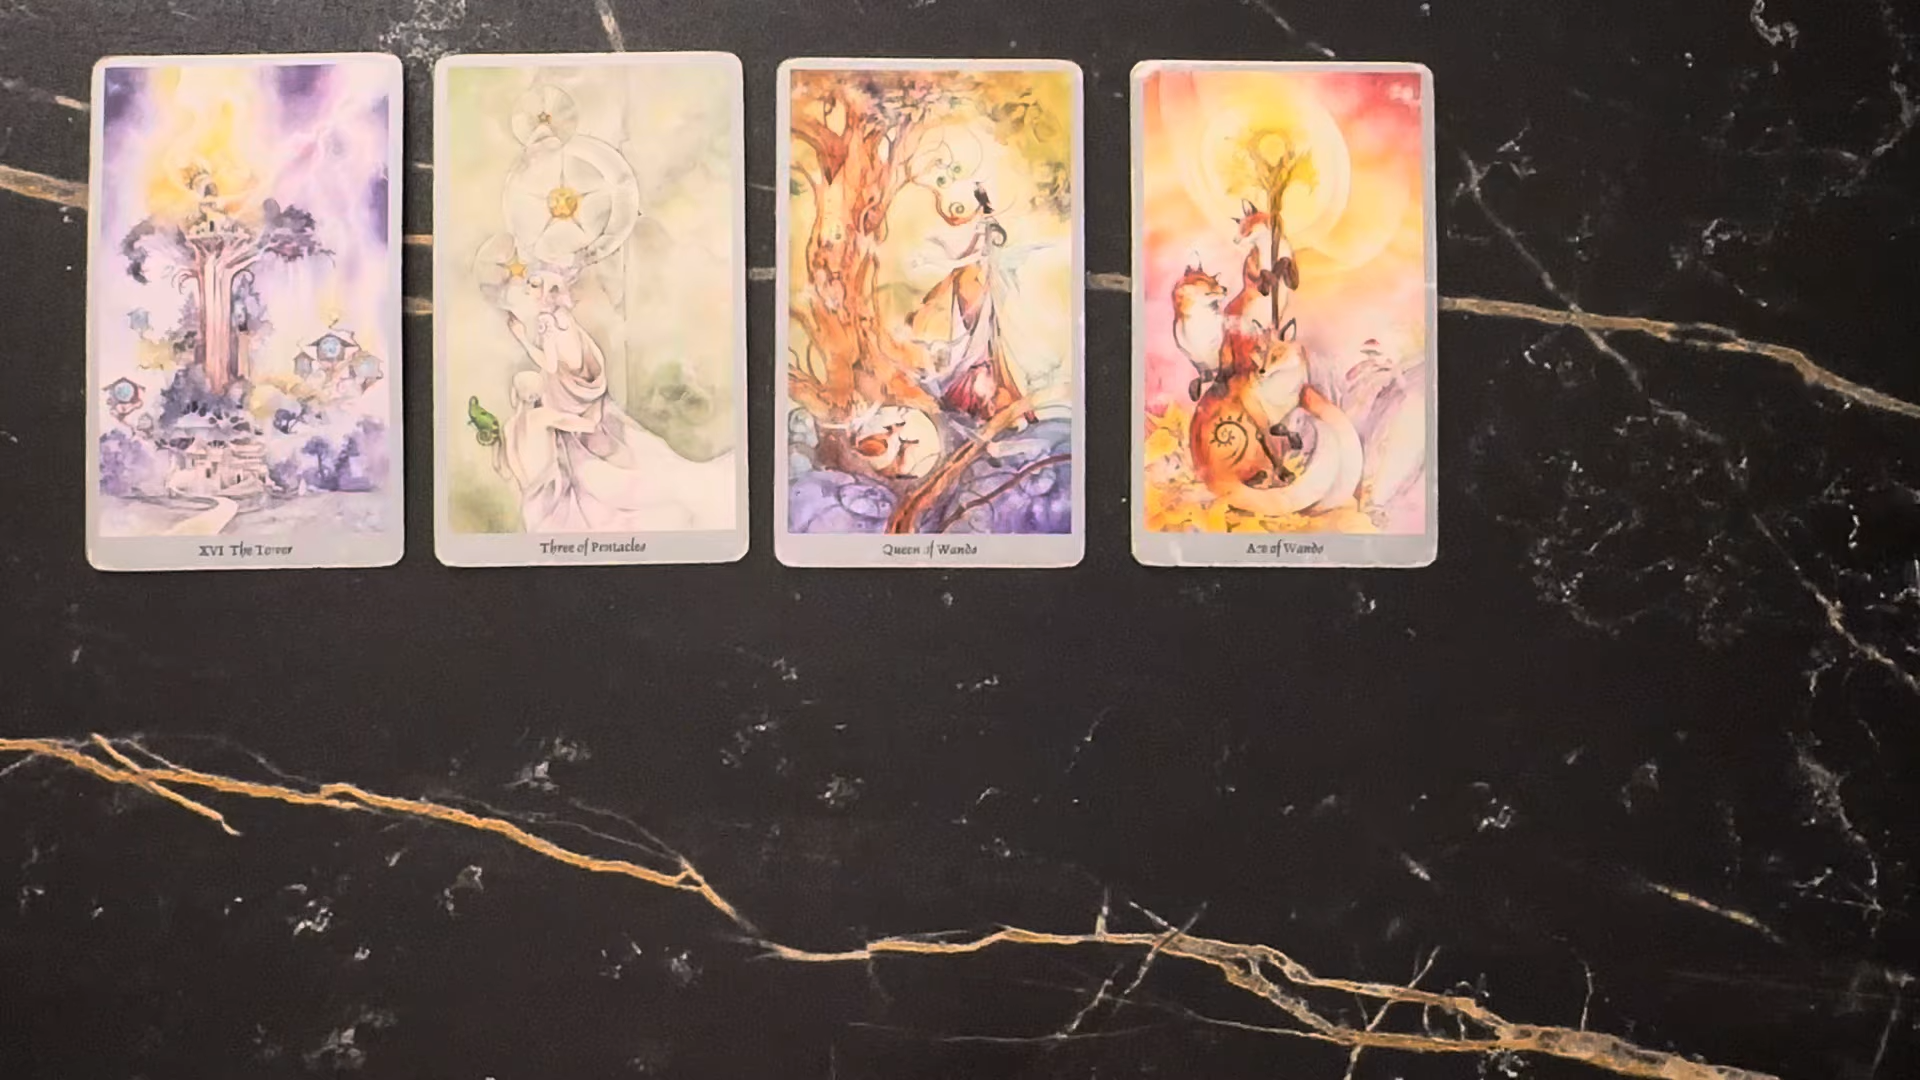 XVI The Tower
Three of Pentacles
Queen of Wands
Ace of Wands